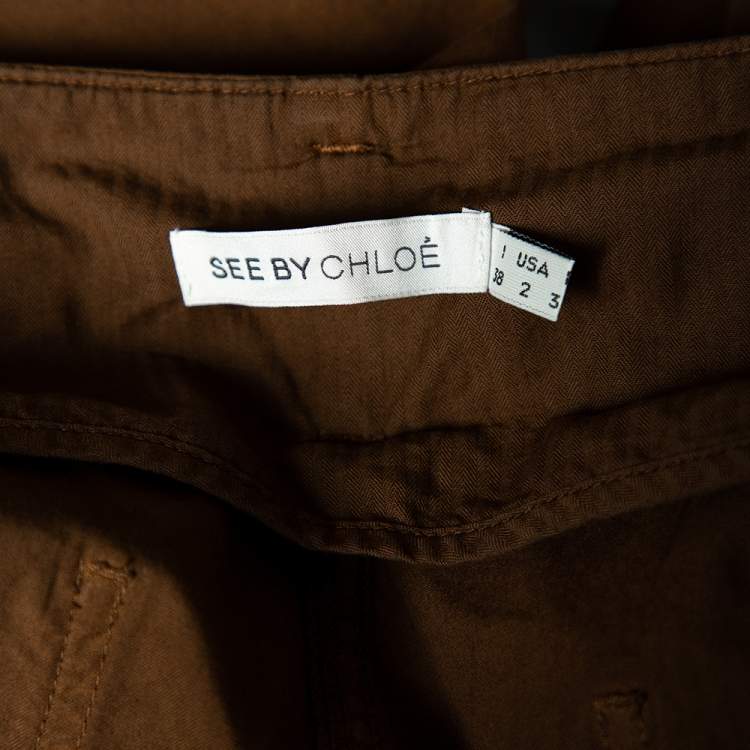 SEE BY CHLOÉ
I USA
38 2 3